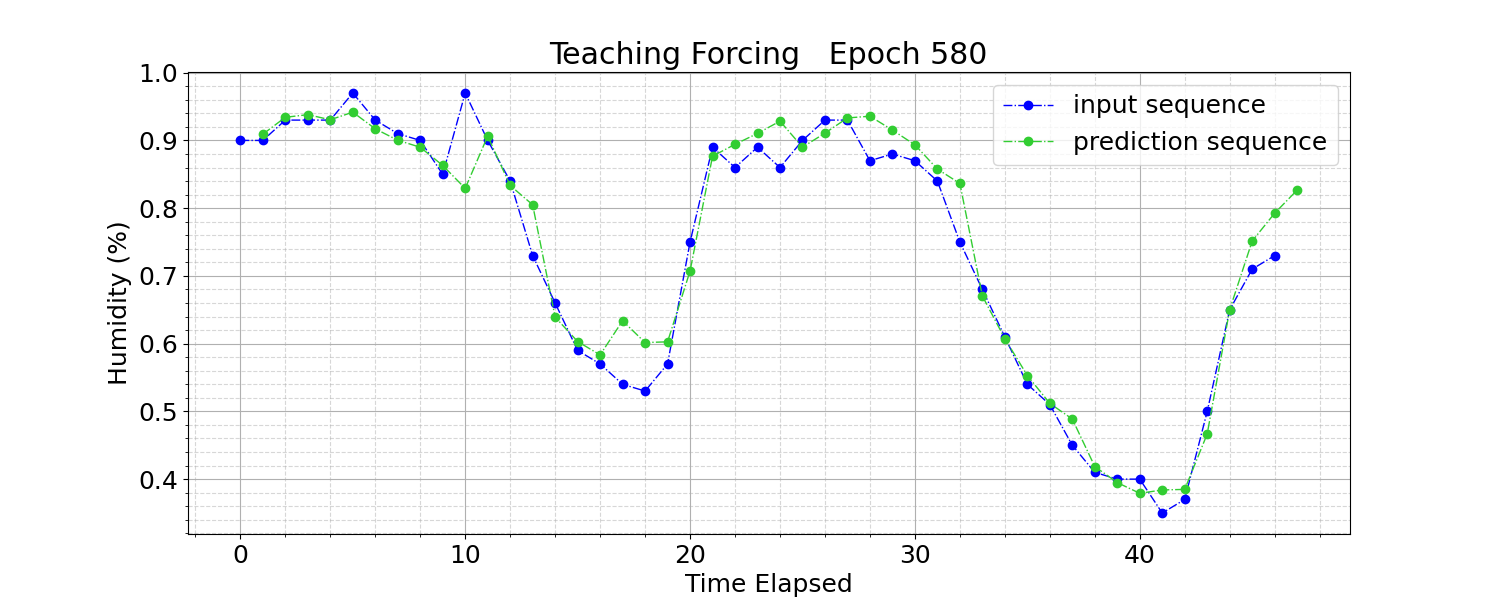 Teaching Forcing   Epoch 580
1.0
0.9
0.8
0.7
0.6
0.5
0.4
Humidity (%)
input sequence
prediction sequence
0 10 20 30 40
Time Elapsed